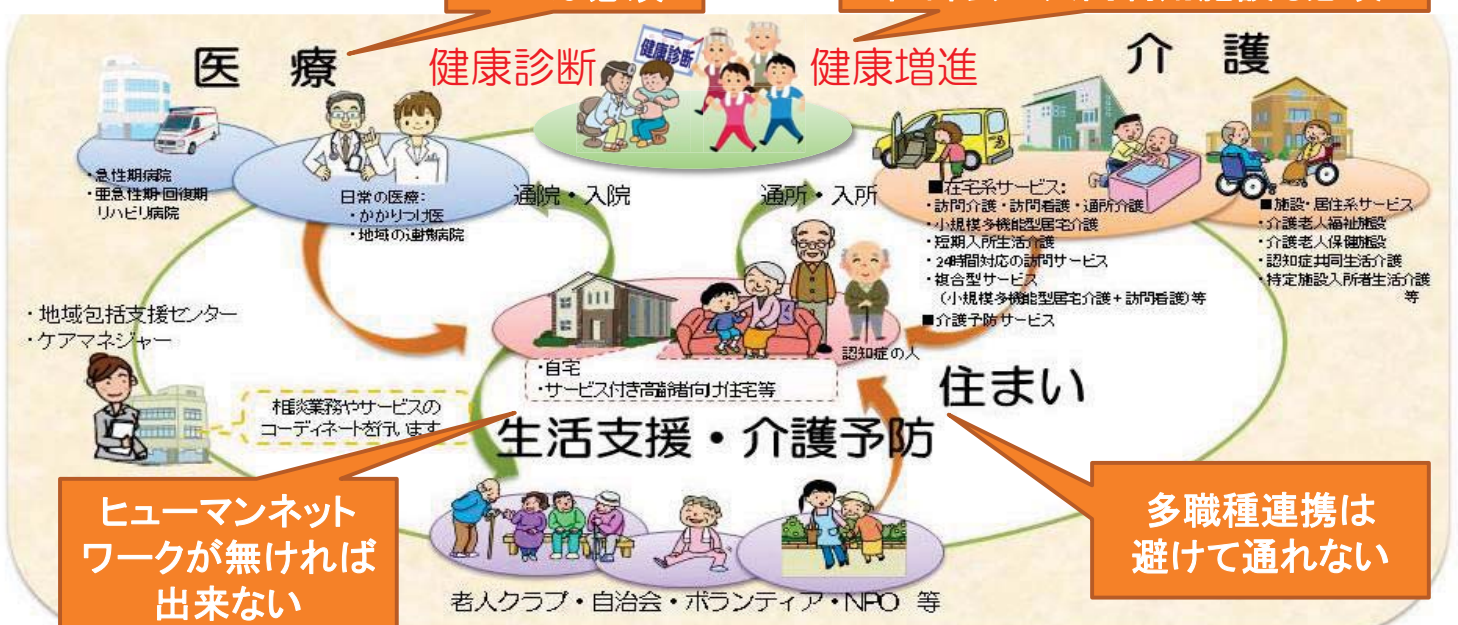 医　療
健康診断
健康診断
健康増進
介　護
・急性期病院
・亜急性期・回復期
リハビリ病院
日常の医療：
・かかりつけ医
・地域の連携病院
通院・入院
通所・入所
■在宅系サービス：
・訪問介護・訪問看護・通所介護
・小規模多機能型居宅介護
・短期入所生活介護
・24時間対応の訪問サービス
・複合型サービス
（小規模多機能型居宅介護＋訪問看護）等
■介護予防サービス
■施設・居住系サービス
・介護老人福祉施設
・介護老人保健施設
・認知症共同生活介護
・特定施設入所者生活介護
等
・地域包括支援センター
・ケアマネジャー
相談業務やサービスの
コーディネートを行います
認知症の人
・自宅
・サービス付き高齢者向け住宅等
住まい
生活支援・介護予防
ヒューマンネット
ワークが無ければ
出来ない
多職種連携は
避けて通れない
老人クラブ・自治会・ボランティア・NPO 等